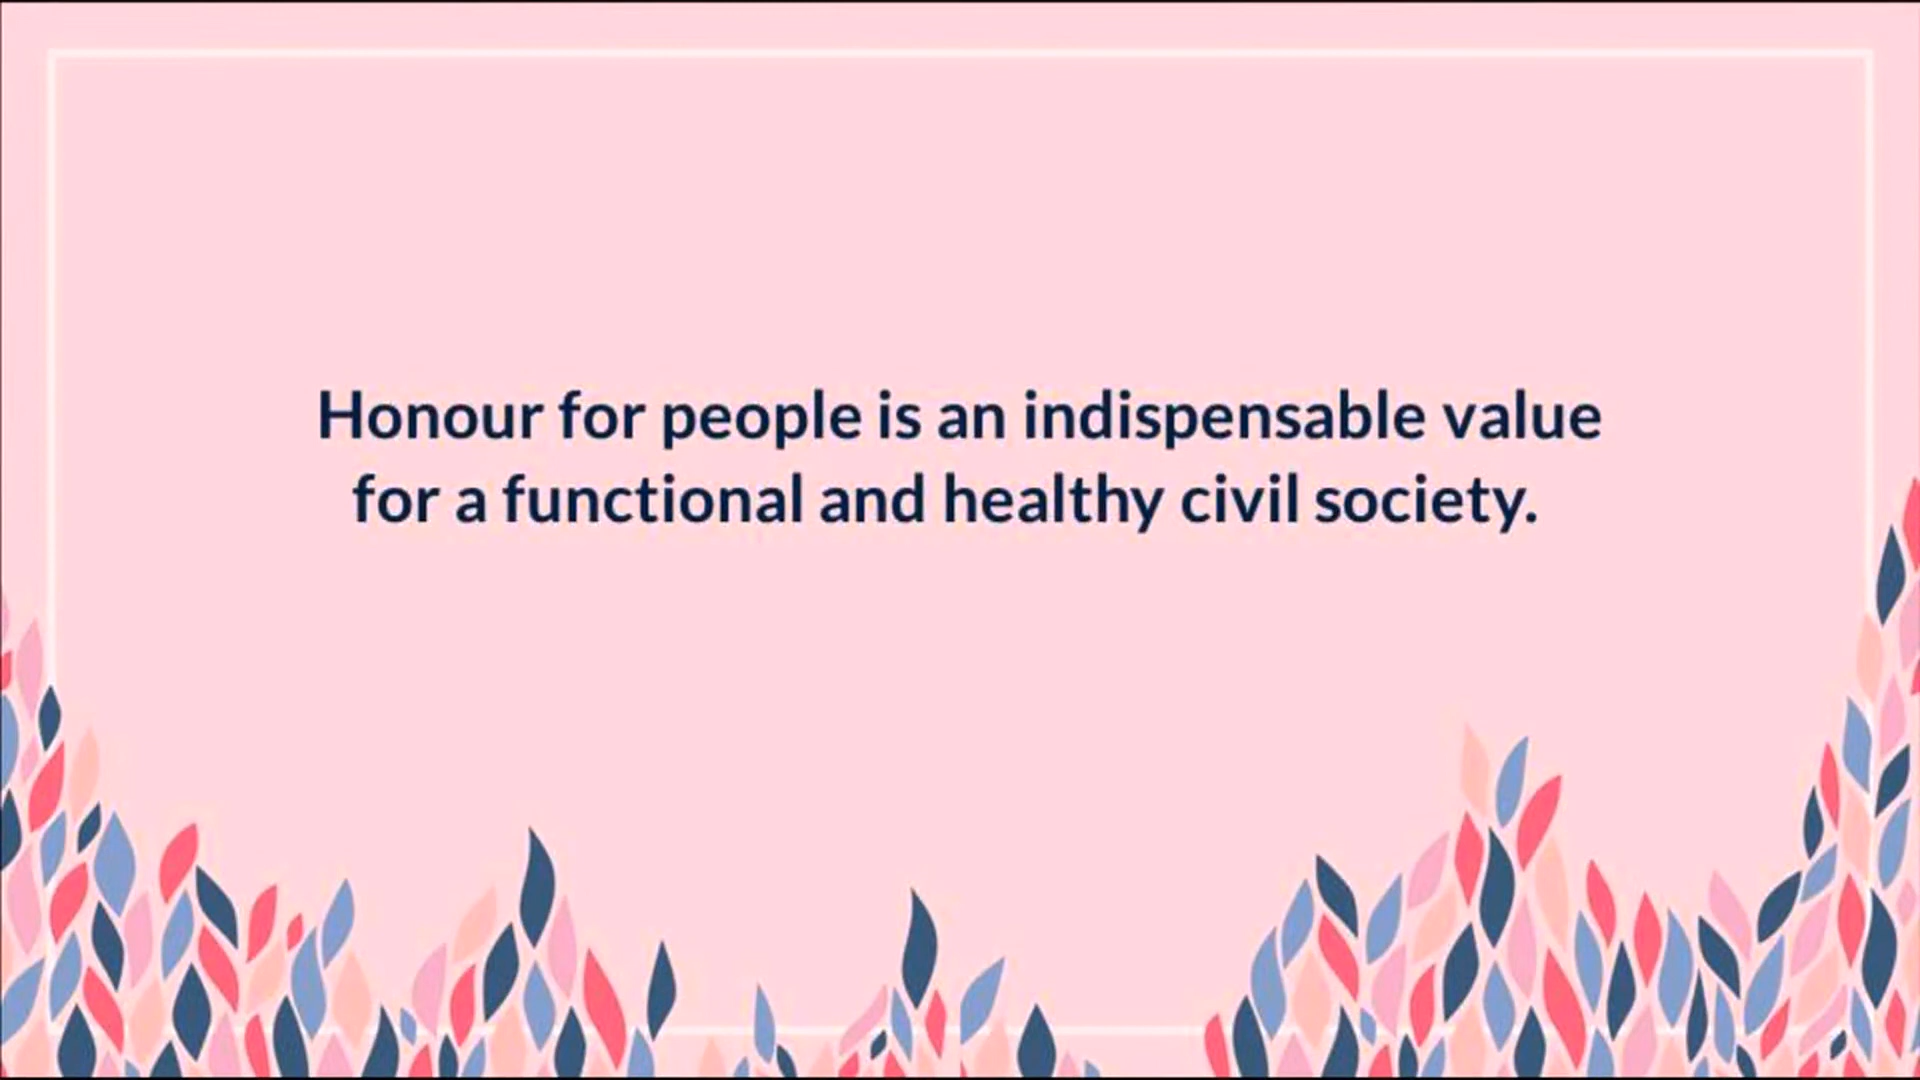 Honour for people is an indispensable value
for a functional and healthy civil society.